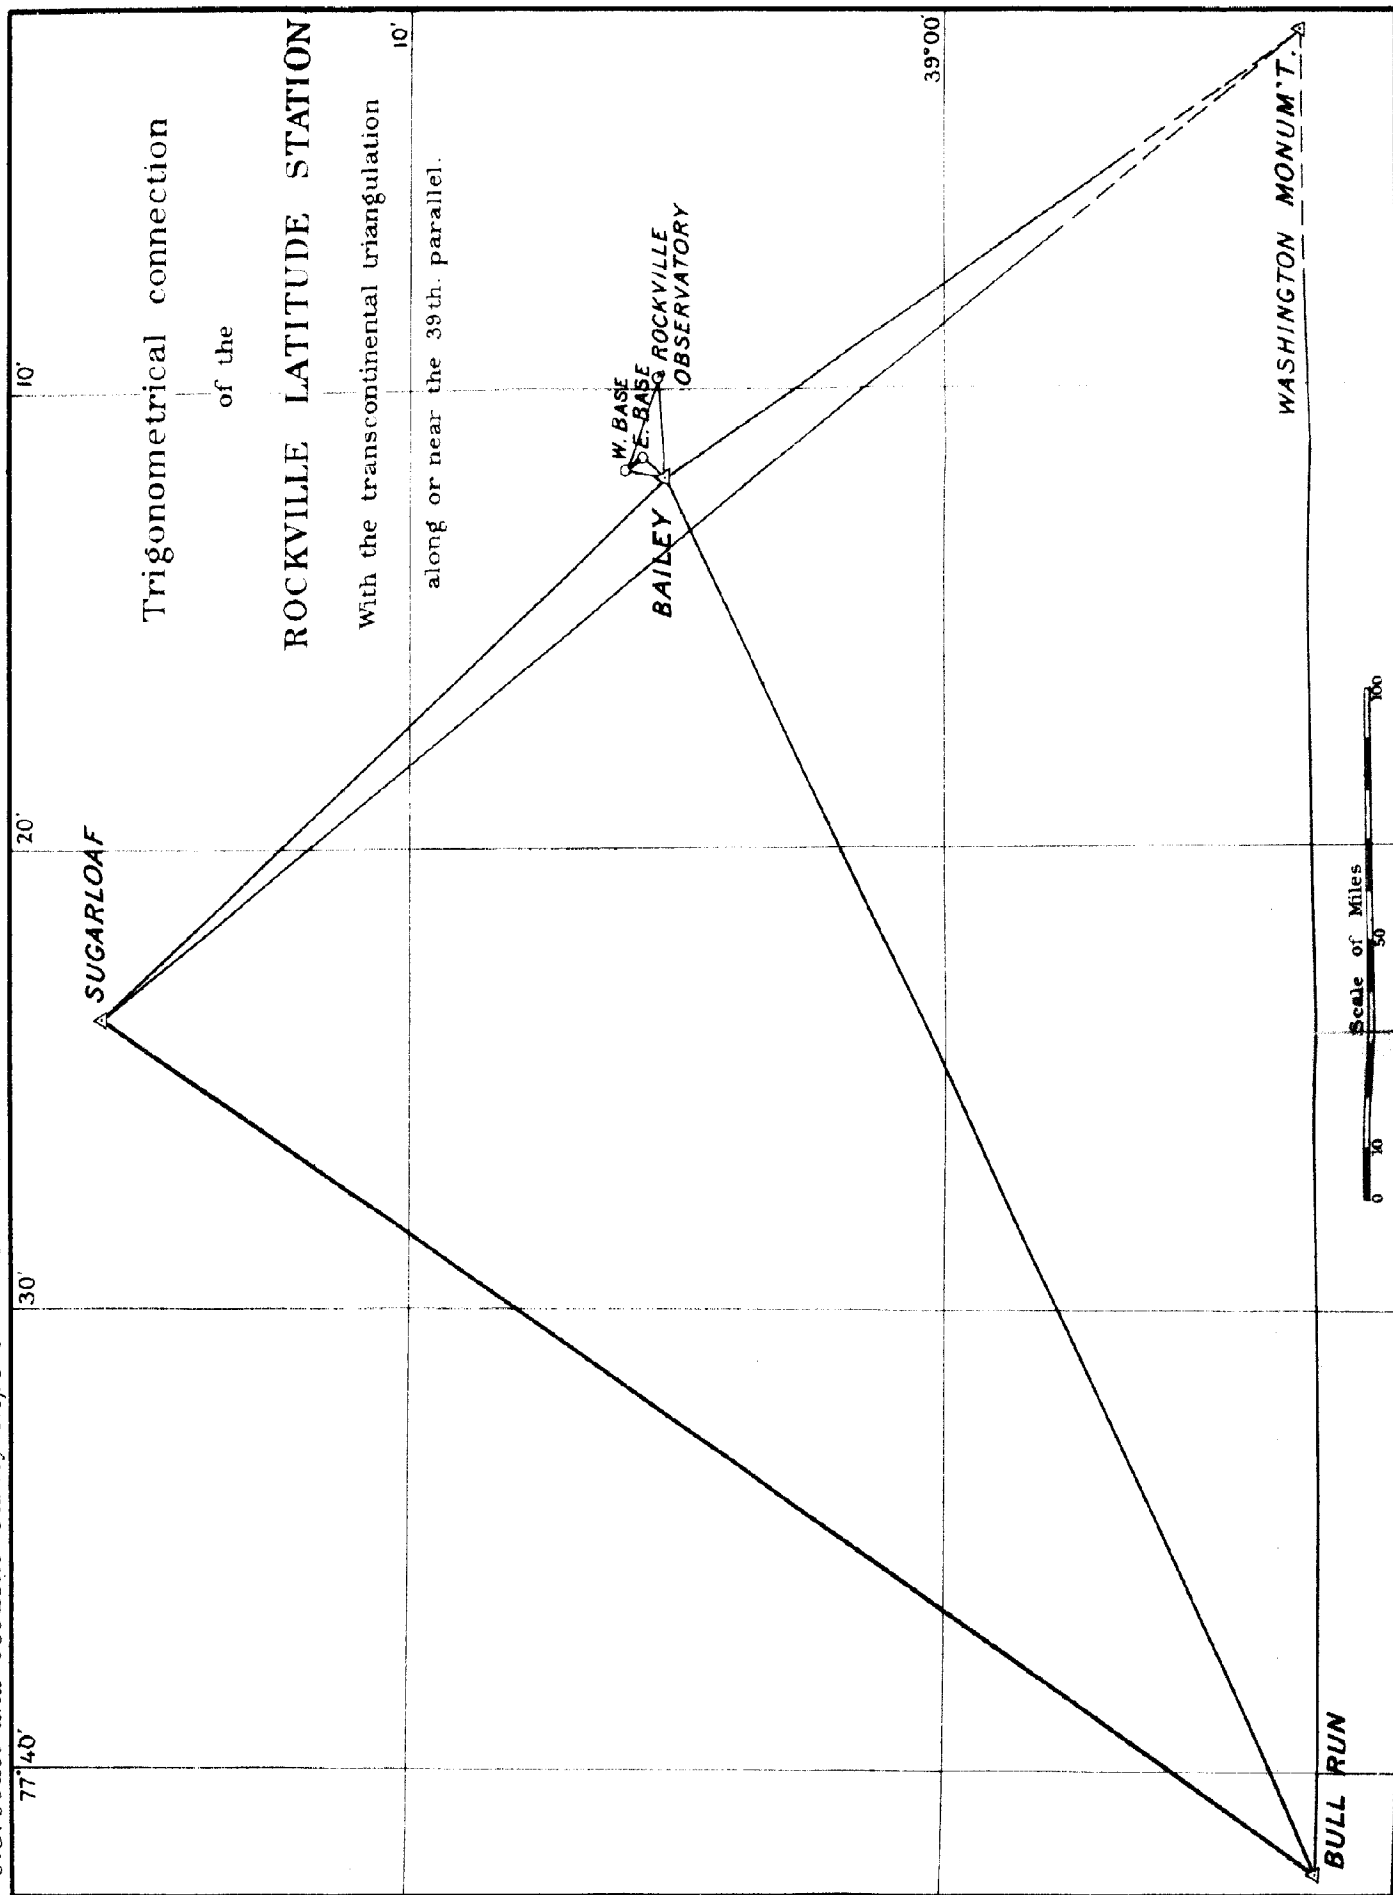 77°40'
30'
20'
10'
Trigonometrical connection
of the
ROCKVILLE LATITUDE STATION
With the transcontinental triangulation
along or near the 39th. parallel.
10'
39°00'
SUGARLOAF
W. BASE
E. BASE
ROCKVILLE
OBSERVATORY
BAILEY
WASHINGTON MONUM'T.
BULL RUN
Scale of Miles
0 10 50 100